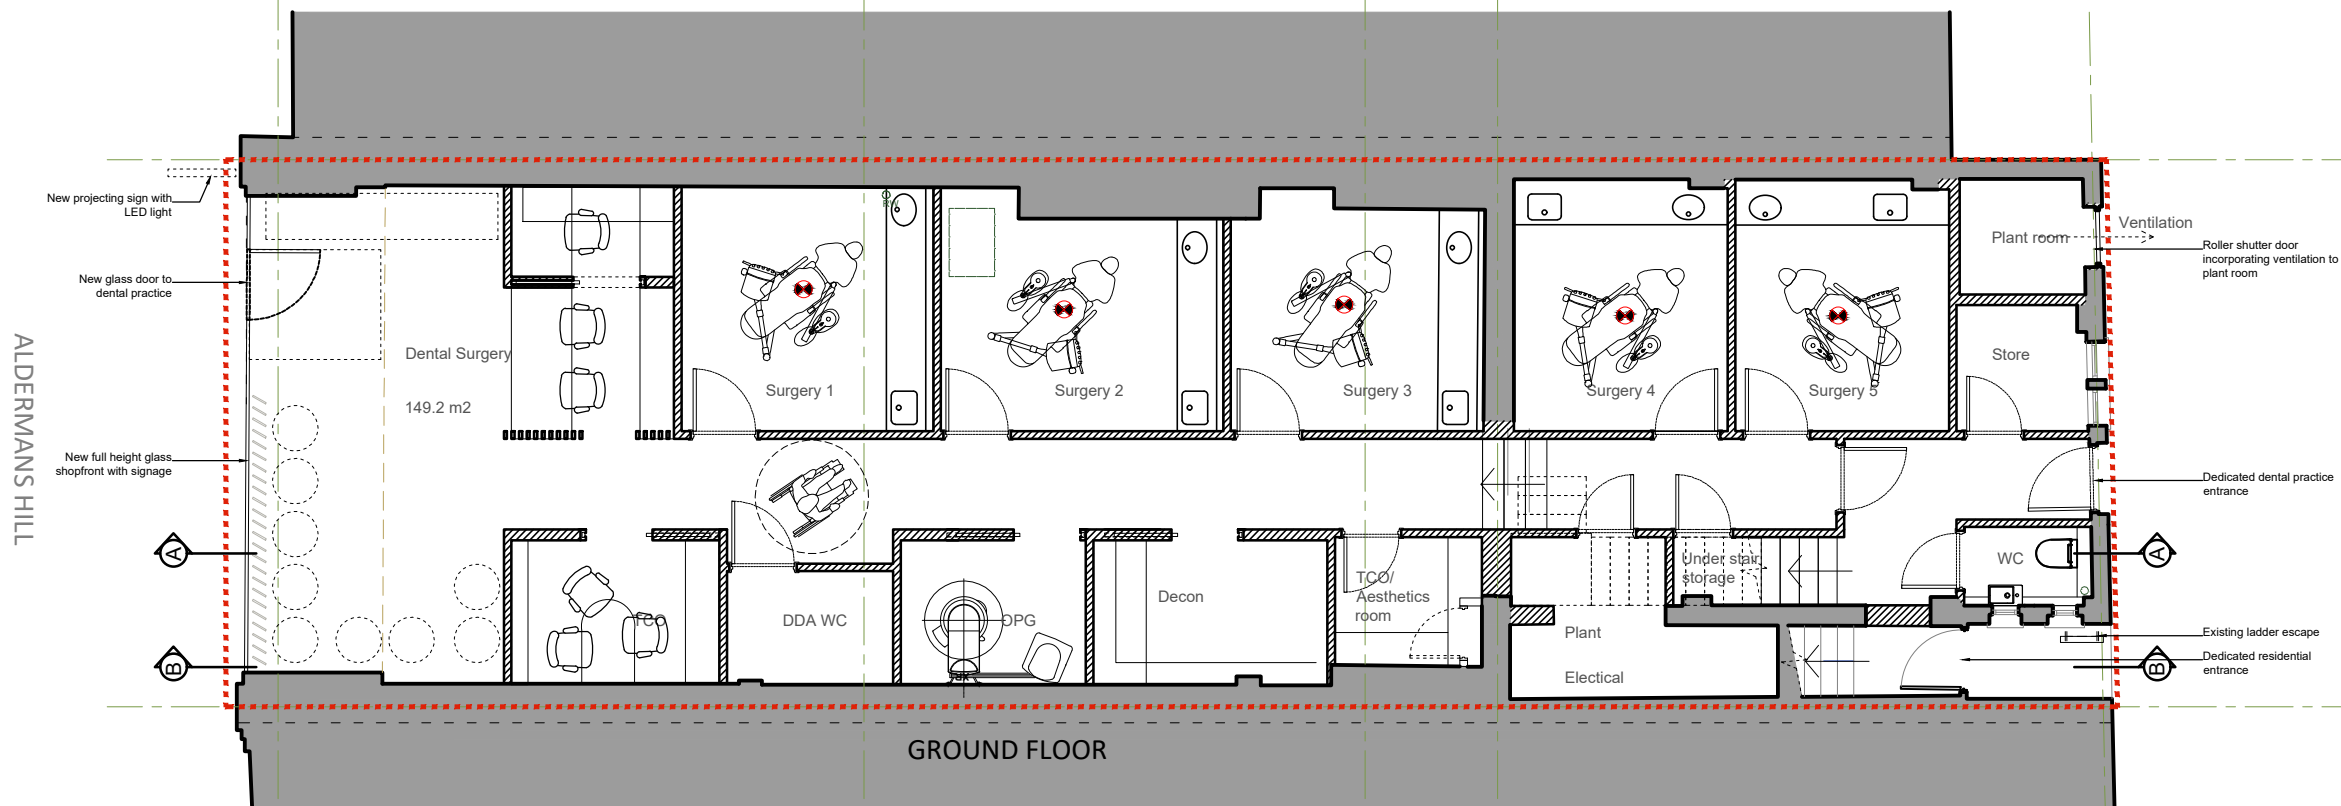 New projecting sign with
LED light
New glass door to
dental practice
ALDERMANS HILL
New full height glass
shopfront with signage
A
B
Dental Surgery
149.2 m2
Surgery 1
Surgery 2
Surgery 3
Surgery 4
Surgery 5
Plant room
Ventilation
Roller shutter door
incorporating ventilation to
plant room
Store
Dedicated dental practice
entrance
TCO
DDA WC
OPG
Decon
TCO/
Aesthetics
room
Under stair
storage
WC
A
Plant
Electical
Existing ladder escape
Dedicated residential
entrance
B
GROUND FLOOR